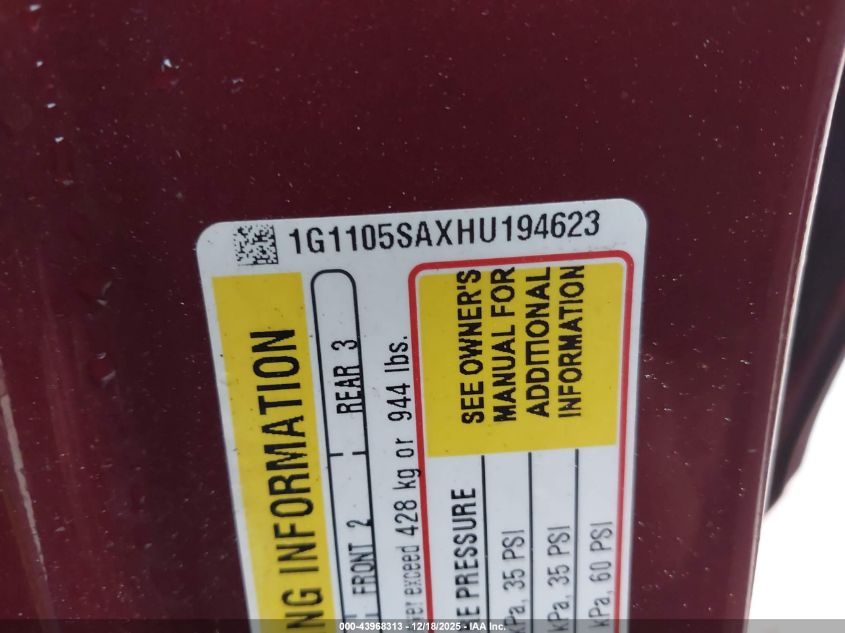 1G1105SAXHU194623
NG INFORMATION
FRONT 2
REAR 3
exceed 428 kg or 944 lbs.
SEE OWNER'S
MANUAL FOR
ADDITIONAL
INFORMATION
PRESSURE
kPa, 35 PSI
kPa, 35 PSI
kPa, 60 PSI
000-43968313 - 12/18/2025 - IAA Inc.